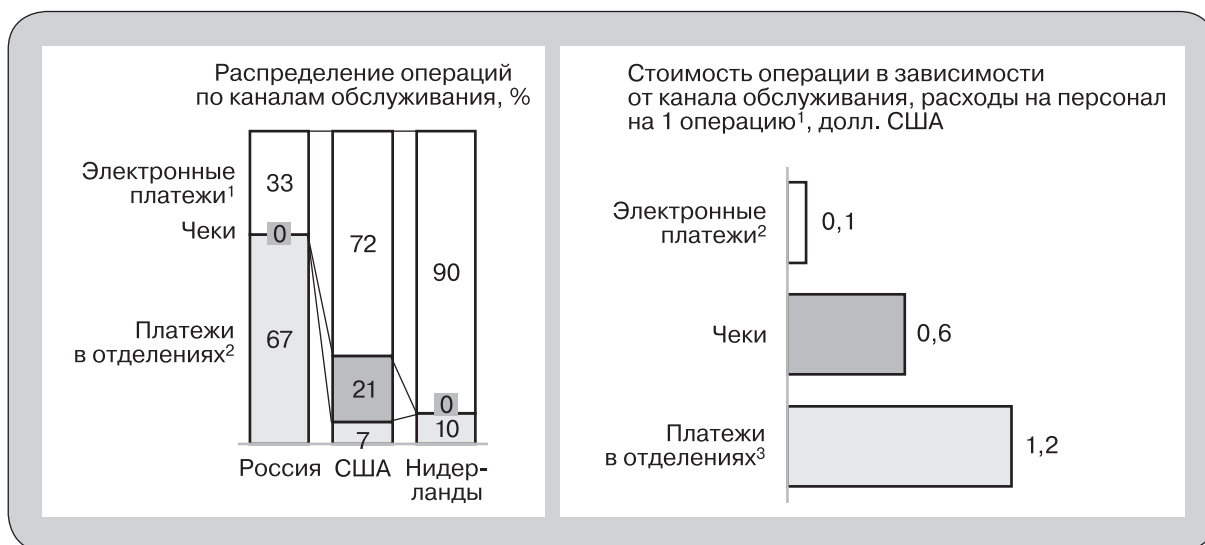 Распределение операций
по каналам обслуживания, %
Электронные
платежи¹
Чеки
Платежи
в отделениях²
33
0
67
72
21
7
90
0
10
Россия
США
Нидер-
ланды
Стоимость операции в зависимости
от канала обслуживания, расходы на персонал
на 1 операцию¹, долл. США
Электронные
платежи²
0,1
Чеки
0,6
Платежи
в отделениях³
1,2